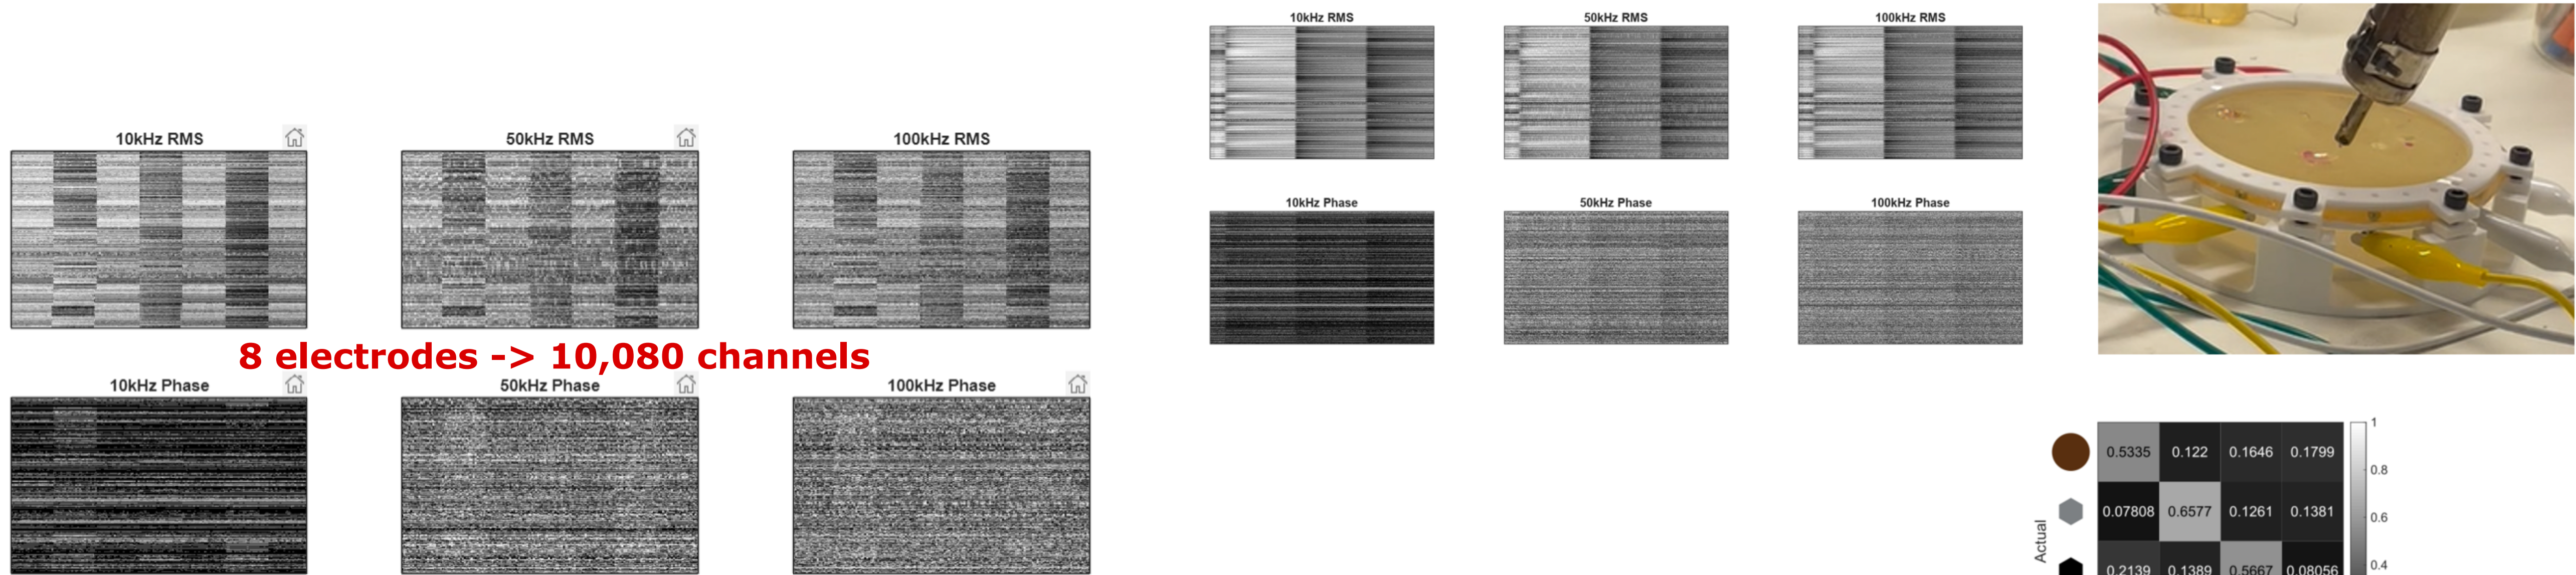 10kHz RMS
50kHz RMS
100kHz RMS
8 electrodes -> 10,080 channels
10kHz Phase
50kHz Phase
100kHz Phase
10kHz RMS
50kHz RMS
100kHz RMS
10kHz Phase
50kHz Phase
100kHz Phase
Actual
0.5335 0.122 0.1646 0.1799
0.07808 0.6577 0.1261 0.1381
0.2139 0.1389 0.5667 0.08056
1
0.8
0.6
0.4